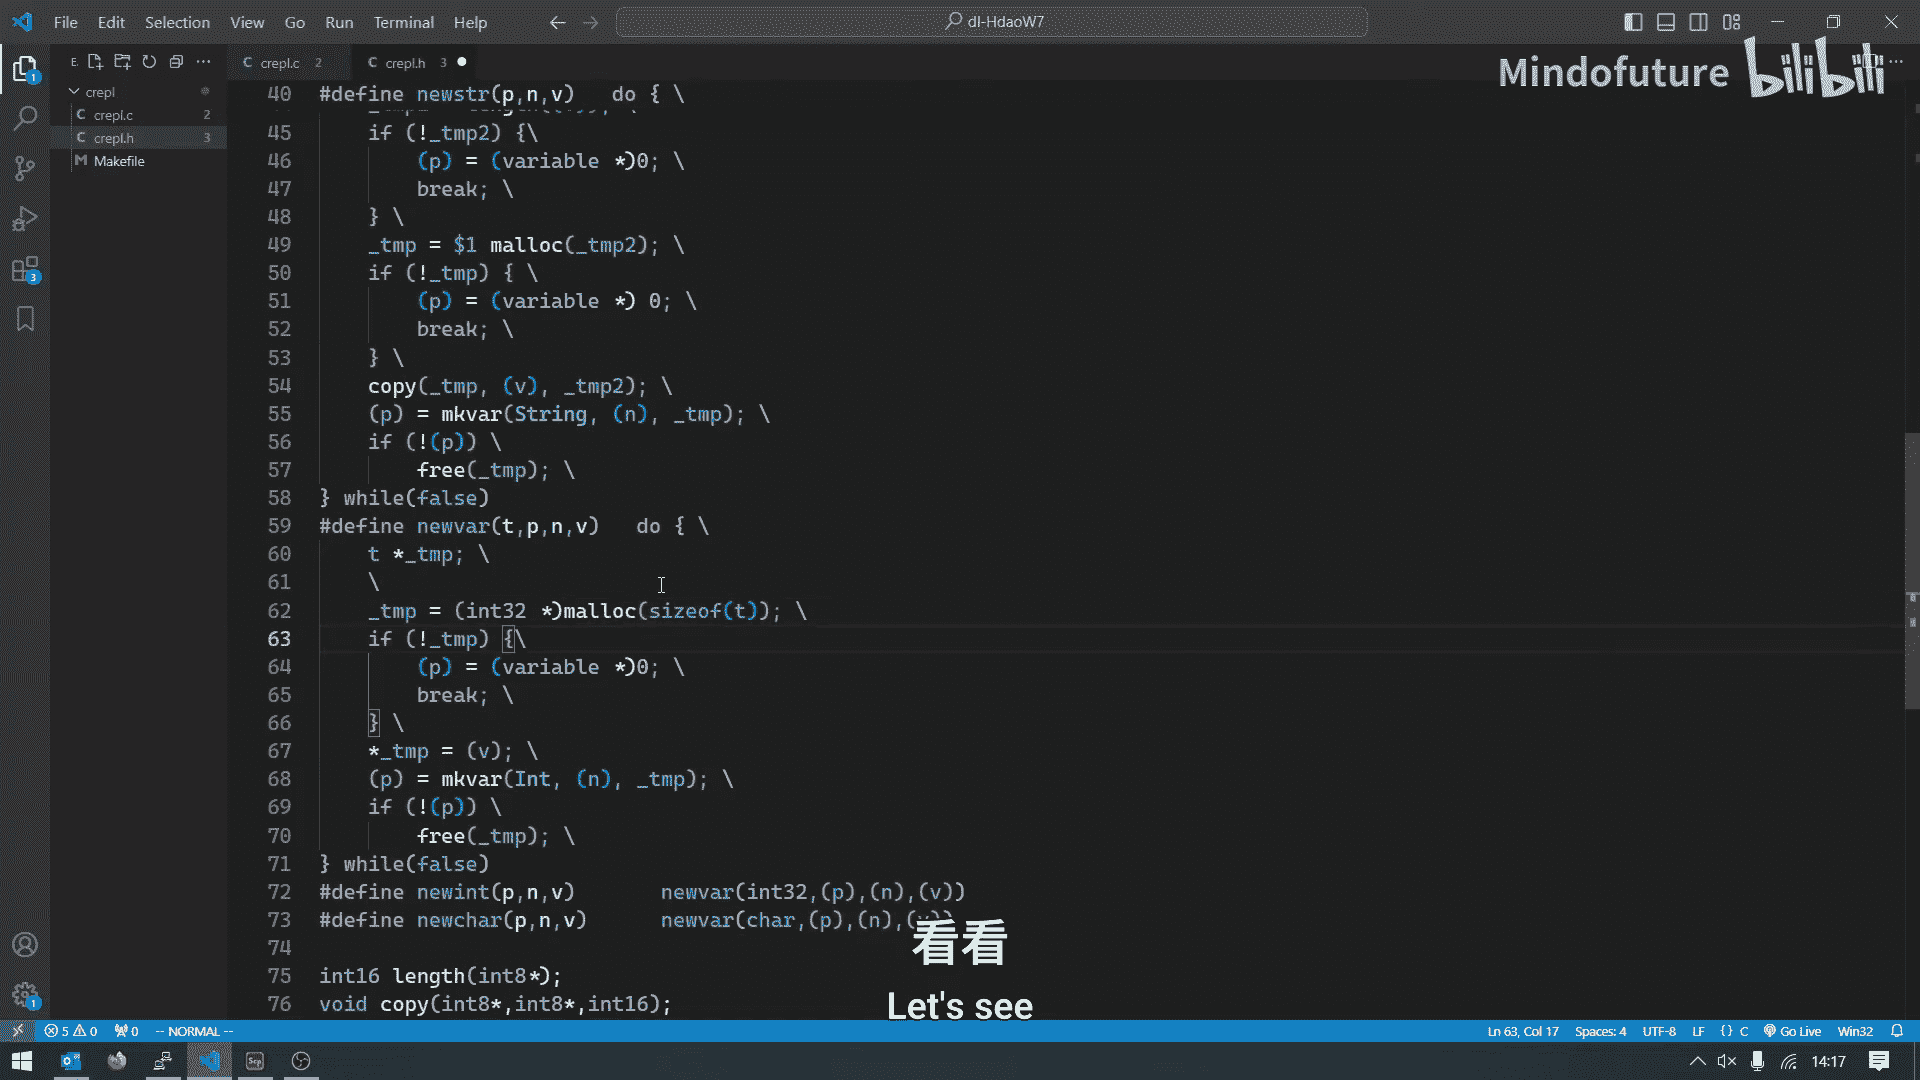 File Edit Selection View Go Run Terminal Help
dl-HdaoW7
E.
crepl.c 2
crepl.h 3
Mindofuture bilibili
crepl
crepl.c 2
crepl.h 3
Makefile
40 #define newstr(p,n,v) do { \
45 if (!_tmp2) {\
46 (p) = (variable *)0; \
47 break; \
48 } \
49 _tmp = $1 malloc(_tmp2); \
50 if (!_tmp) { \
51 (p) = (variable *) 0; \
52 break; \
53 } \
54 copy(_tmp, (v), _tmp2); \
55 (p) = mkvar(String, (n), _tmp); \
56 if (!(p)) \
57 free(_tmp); \
58 } while(false)
59 #define newvar(t,p,n,v) do { \
60 t *_tmp; \
61 \
62 _tmp = (int32 *)malloc(sizeof(t)); \
63 if (!_tmp) {\
64 (p) = (variable *)0; \
65 break; \
66 } \
67 *_tmp = (v); \
68 (p) = mkvar(Int, (n), _tmp); \
69 if (!(p)) \
70 free(_tmp); \
71 } while(false)
72 #define newint(p,n,v) newvar(int32,(p),(n),(v))
73 #define newchar(p,n,v) newvar(char,(p),(n),(v))
74
75 int16 length(int8*);
76 void copy(int8*,int8*,int16);
看看
Let's see
5 0 0 -- NORMAL -- Ln 63, Col 17 Spaces: 4 UTF-8 LF {} C Go Live Win32
14:17